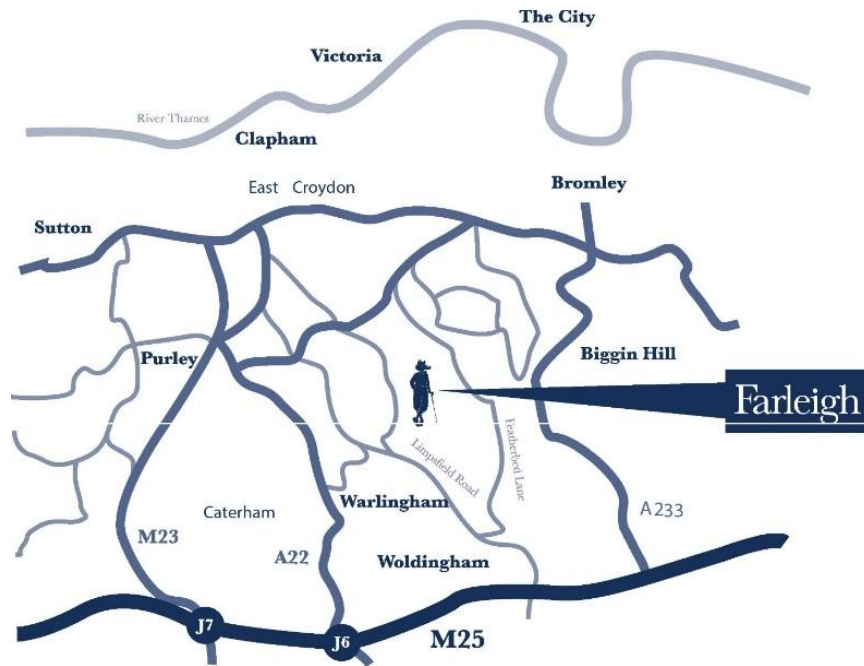 The City
Victoria
River Thames
Clapham
Bromley
East Croydon
Sutton
Purley
Biggin Hill
Farleigh
Featherbed Lane
Limpsfield Road
Warlingham
Caterham
A233
M23
A22
Woldingham
J7
J6
M25